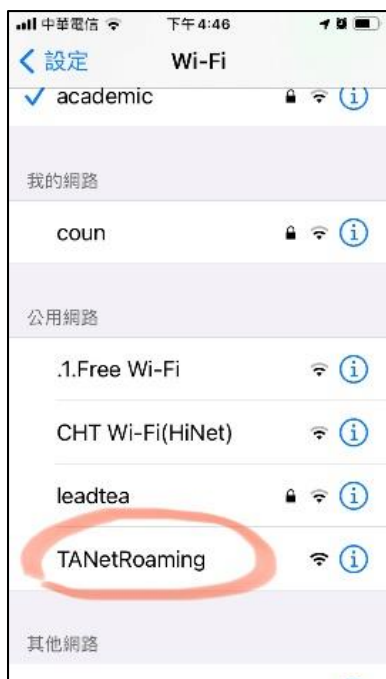 中華電信 下午4:46
設定 Wi-Fi
academic
我的網路
coun
公用網路
.1.Free Wi-Fi
CHT Wi-Fi(HiNet)
leadtea
TANetRoaming
其他網路